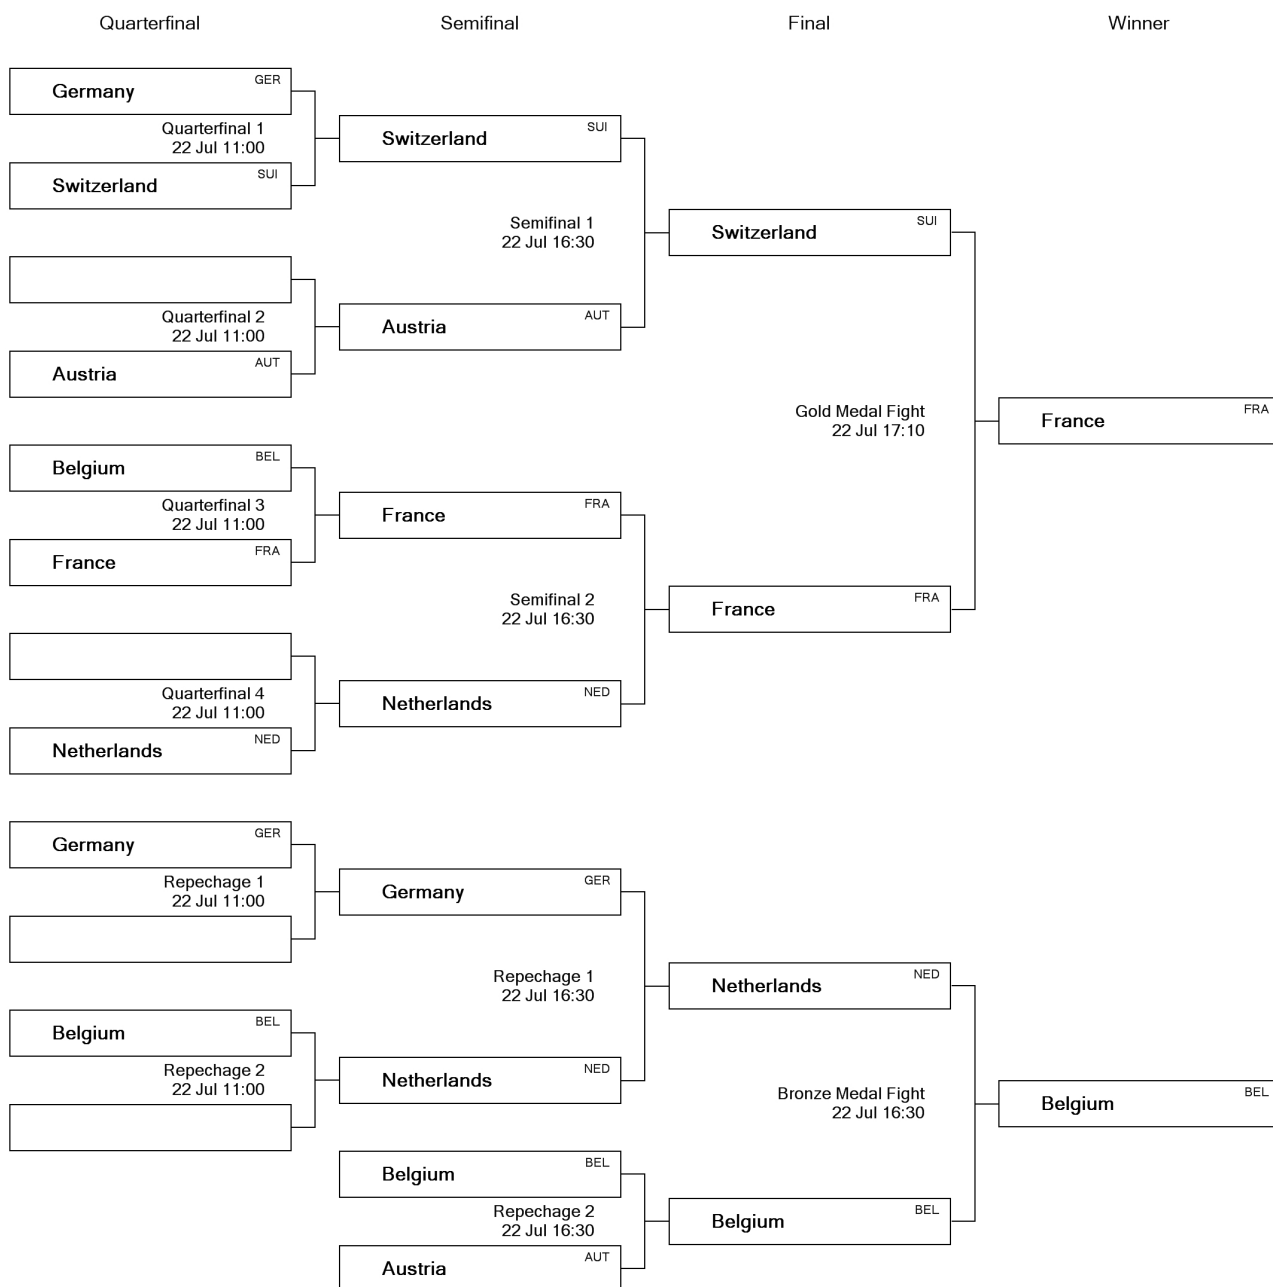 Quarterfinal Semifinal Final Winner
Germany GER
Quarterfinal 1
22 Jul 11:00
Switzerland SUI
Switzerland SUI
Semifinal 1
22 Jul 16:30
Switzerland SUI
Quarterfinal 2
22 Jul 11:00
Austria AUT
Austria AUT
Gold Medal Fight
22 Jul 17:10
France FRA
Belgium BEL
Quarterfinal 3
22 Jul 11:00
France FRA
France FRA
Semifinal 2
22 Jul 16:30
France FRA
Quarterfinal 4
22 Jul 11:00
Netherlands NED
Netherlands NED
Germany GER
Repechage 1
22 Jul 11:00
Germany GER
Repechage 1
22 Jul 16:30
Netherlands NED
Belgium BEL
Repechage 2
22 Jul 11:00
Netherlands NED
Bronze Medal Fight
22 Jul 16:30
Belgium BEL
Belgium BEL
Repechage 2
22 Jul 16:30
Belgium BEL
Austria AUT